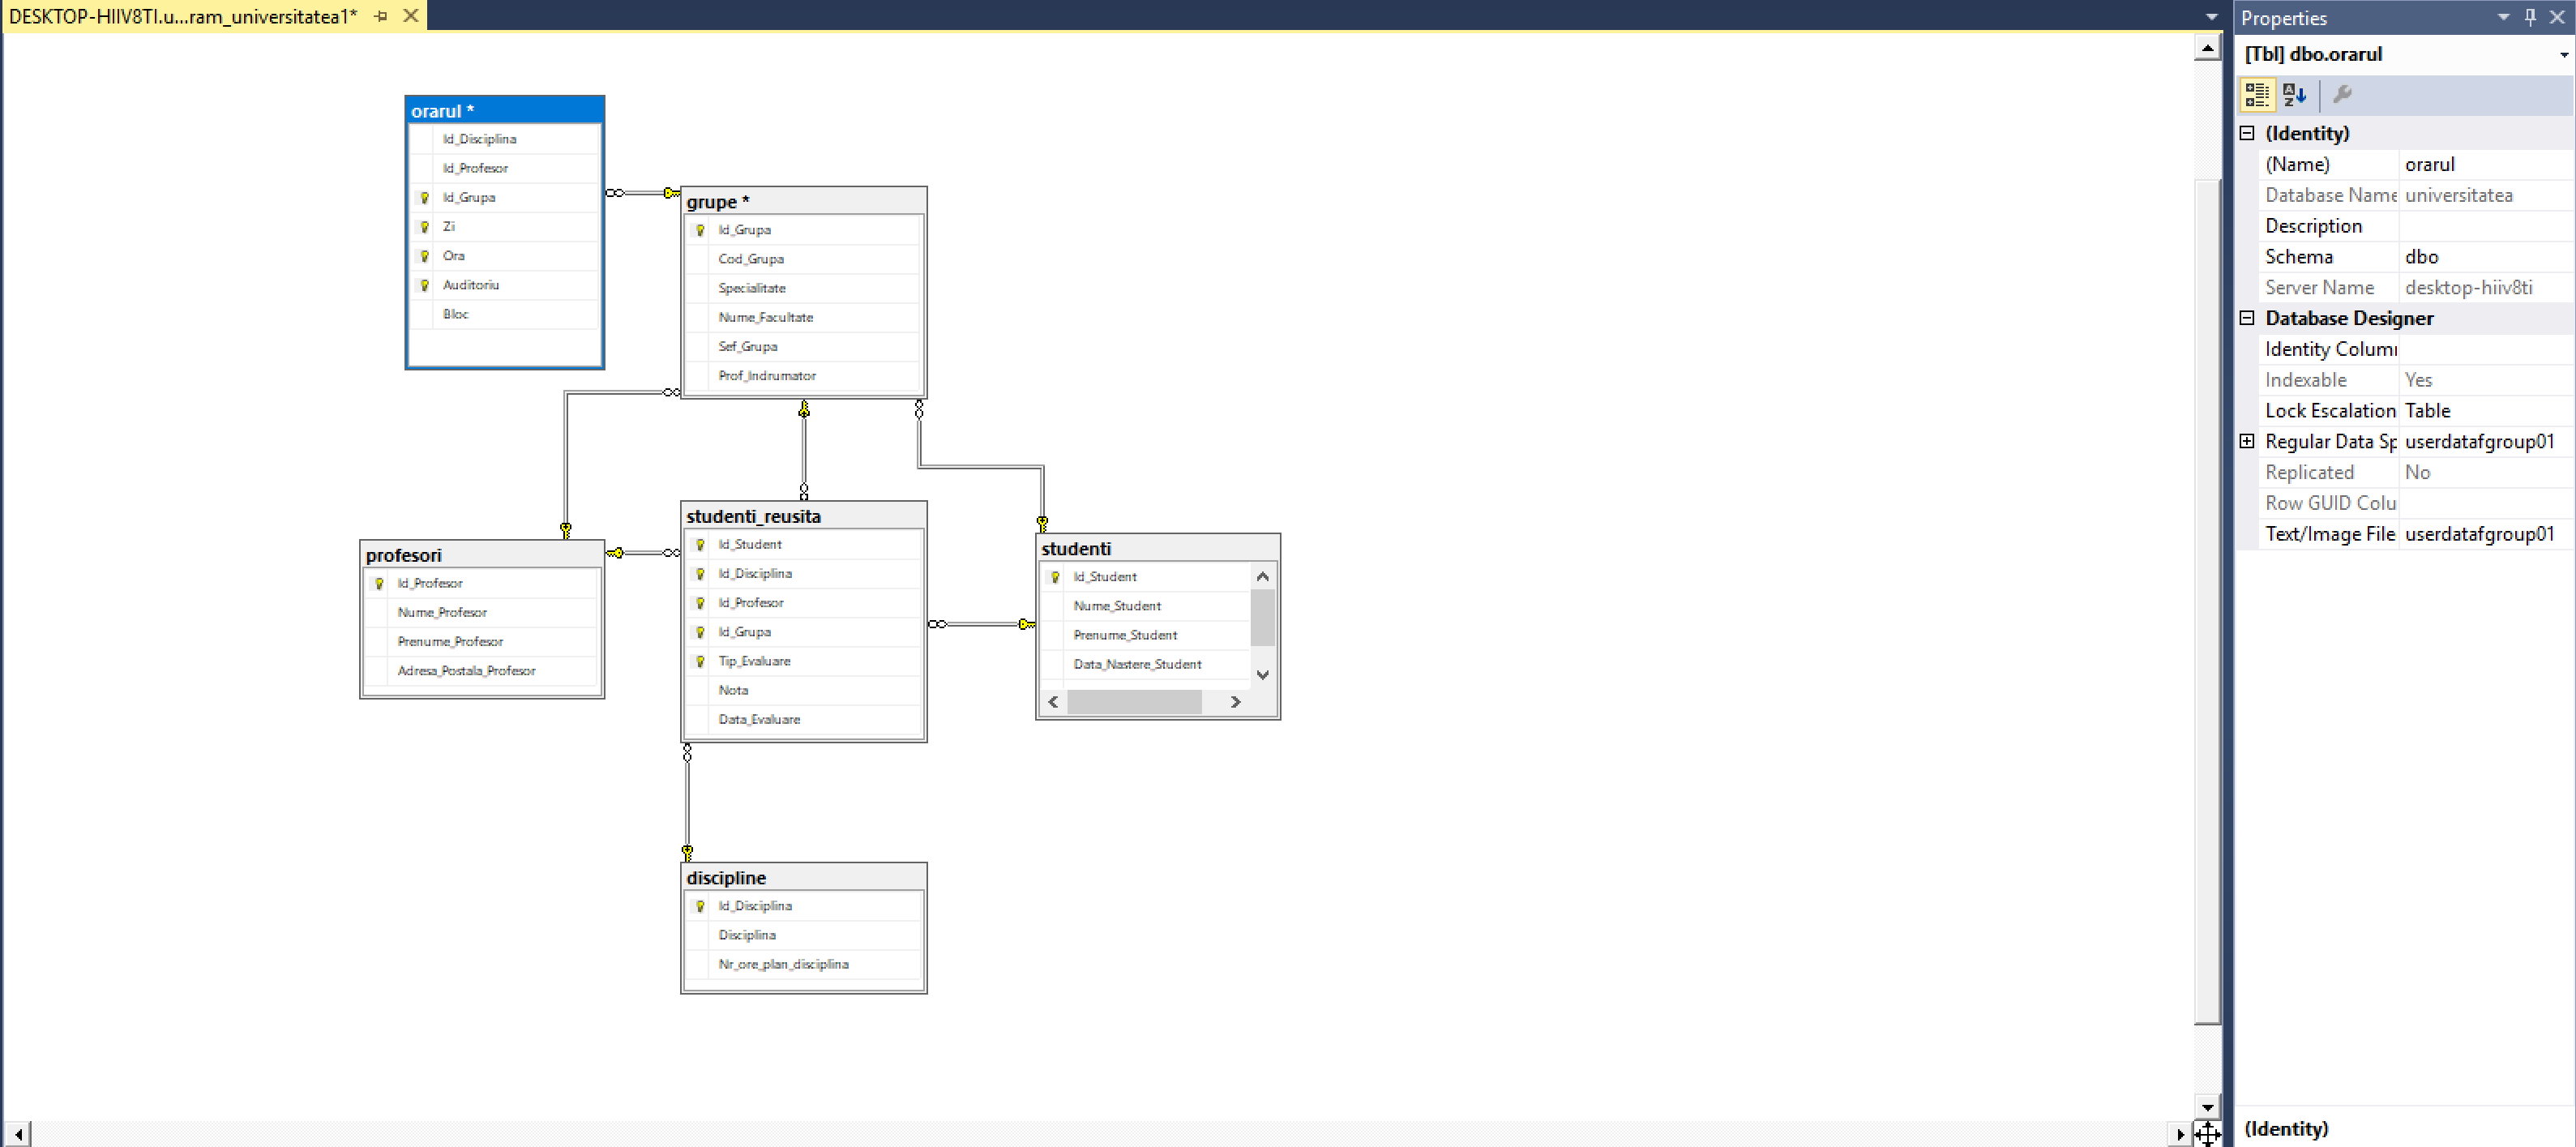 DESKTOP-HIIV8TI.u...ram_universitatea1*
orarul *
Id_Disciplina
Id_Profesor
Id_Grupa
Zi
Ora
Auditoriu
Bloc
grupe *
Id_Grupa
Cod_Grupa
Specialitate
Nume_Facultate
Sef_Grupa
Prof_Indrumator
profesori
Id_Profesor
Nume_Profesor
Prenume_Profesor
Adresa_Postala_Profesor
studenti_reusita
Id_Student
Id_Disciplina
Id_Profesor
Id_Grupa
Tip_Evaluare
Nota
Data_Evaluare
studenti
Id_Student
Nume_Student
Prenume_Student
Data_Nastere_Student
discipline
Id_Disciplina
Disciplina
Nr_ore_plan_disciplina
Properties
[Tbl] dbo.orarul
(Identity)
(Name) orarul
Database Name universitatea
Description
Schema dbo
Server Name desktop-hiiv8ti
Database Designer
Identity Colum
Indexable Yes
Lock Escalation Table
Regular Data Sp userdatafgroup01
Replicated No
Row GUID Colu
Text/Image File userdatafgroup01
(Identity)